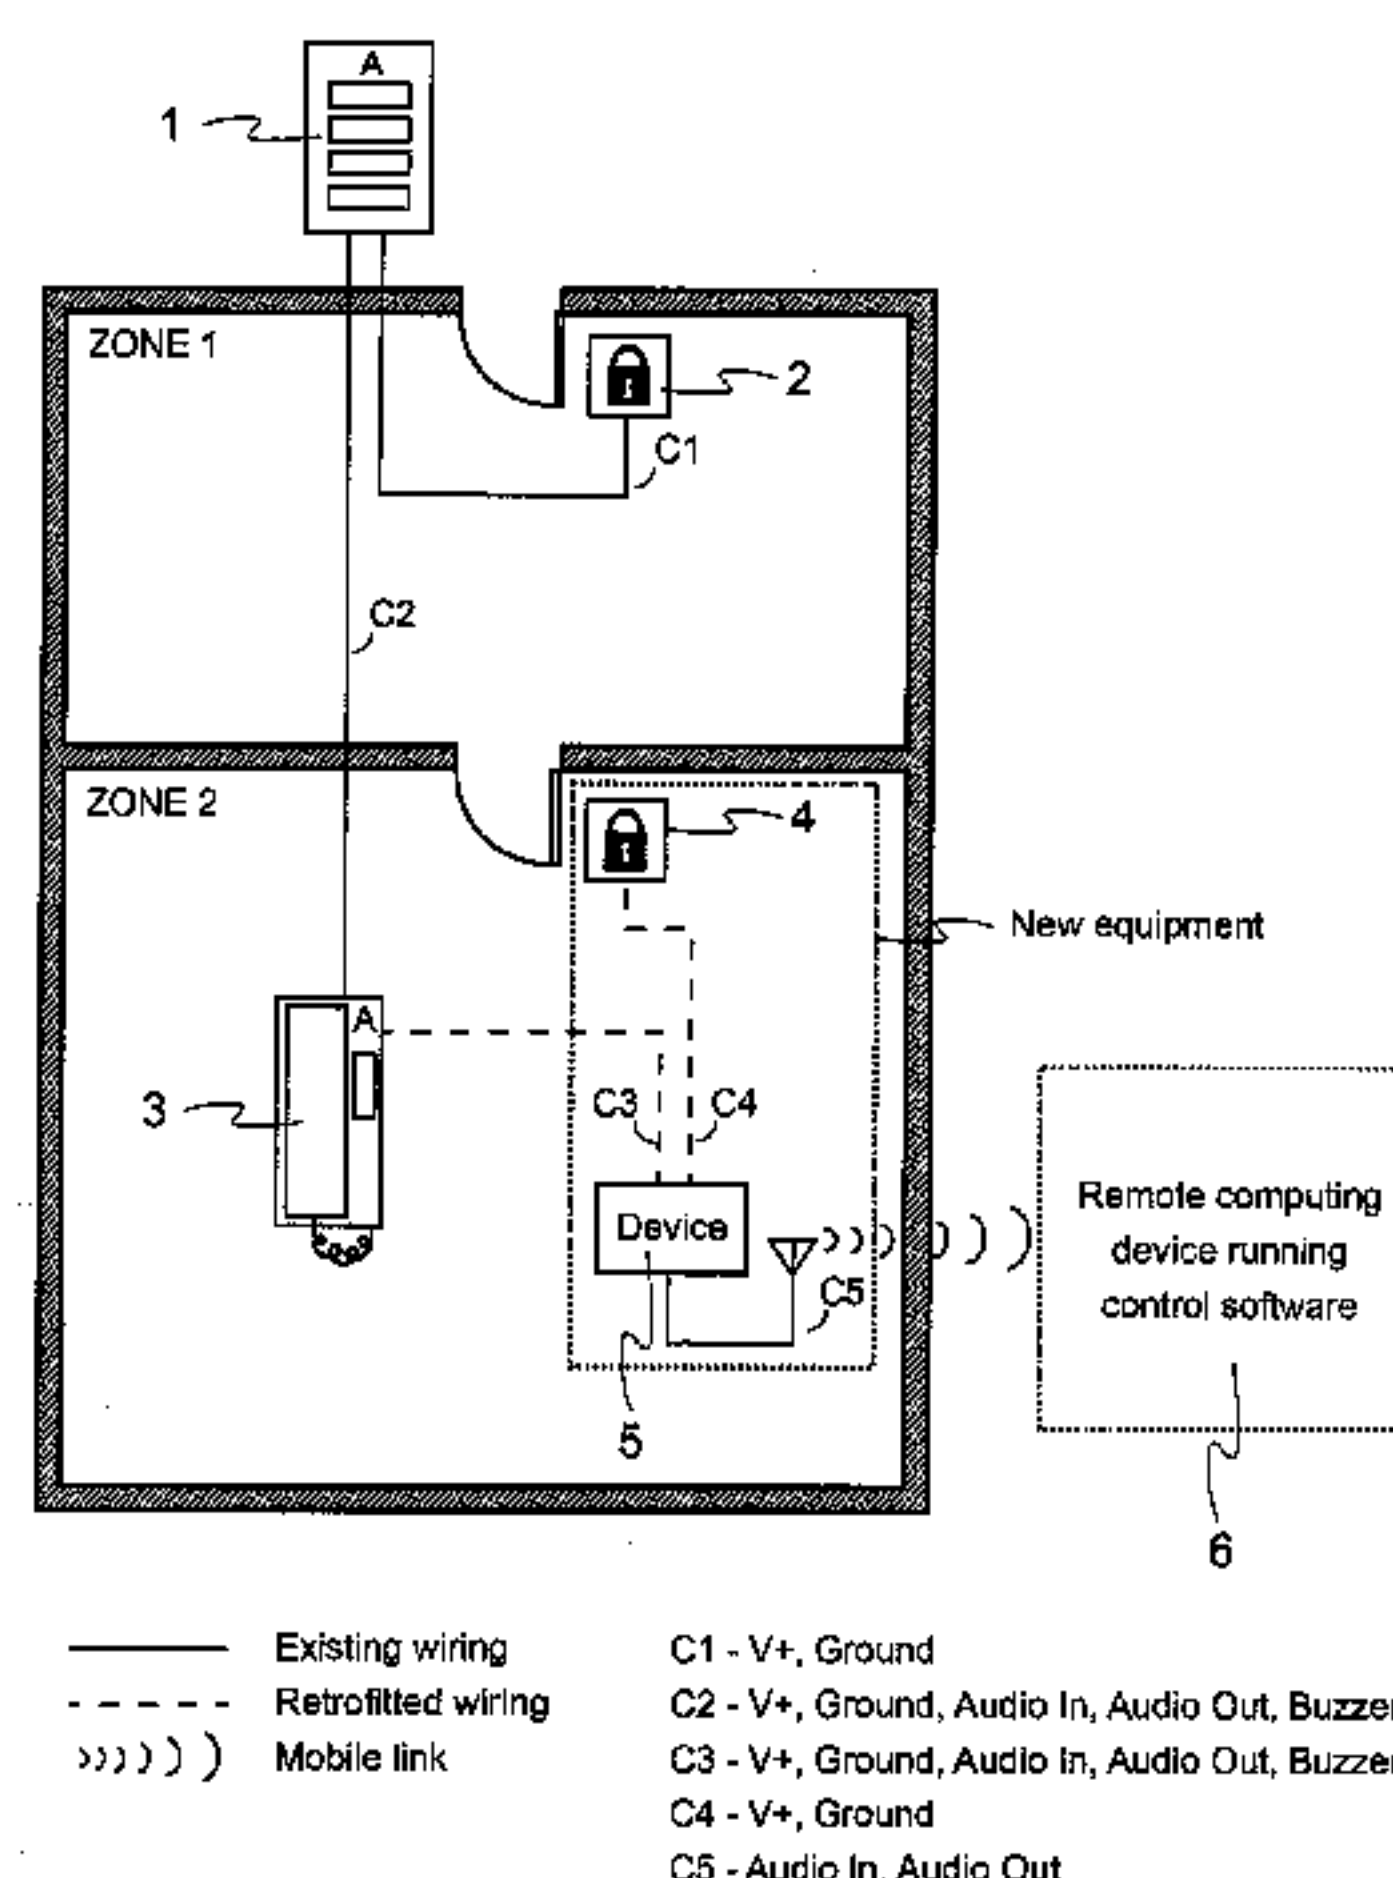 A
1
ZONE 1
2
C1
C2
ZONE 2
4
New equipment
A
3
C3
C4
Device
C5
Remote computing
device running
control software
5
6
Existing wiring
Retrofitted wiring
Mobile link
C1 - V+, Ground
C2 - V+, Ground, Audio In, Audio Out, Buzzer
C3 - V+, Ground, Audio In, Audio Out, Buzzer
C4 - V+, Ground
C5 - Audio In, Audio Out